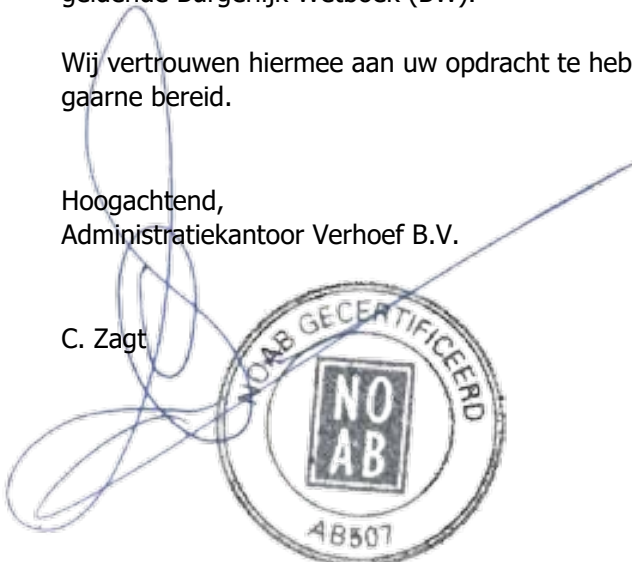 Wij vertrouwen hiermee aan uw opdracht te heb
gaarne bereid.
Hoogachtend,
Administratiekantoor Verhoef B.V.
C. Zagt
NOAB GECERTIFICEERD
NO
AB
AB507